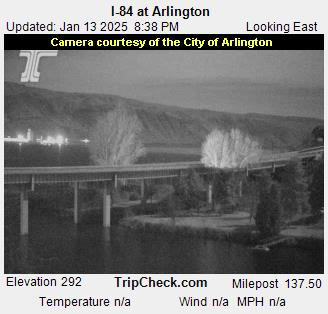 I-84 at Arlington
Updated: Jan 13 2025 8:38 PM Looking East
Camera courtesy of the City of Arlington
Elevation 292 TripCheck.com Milepost 137.50
Temperature n/a Wind n/a MPH n/a